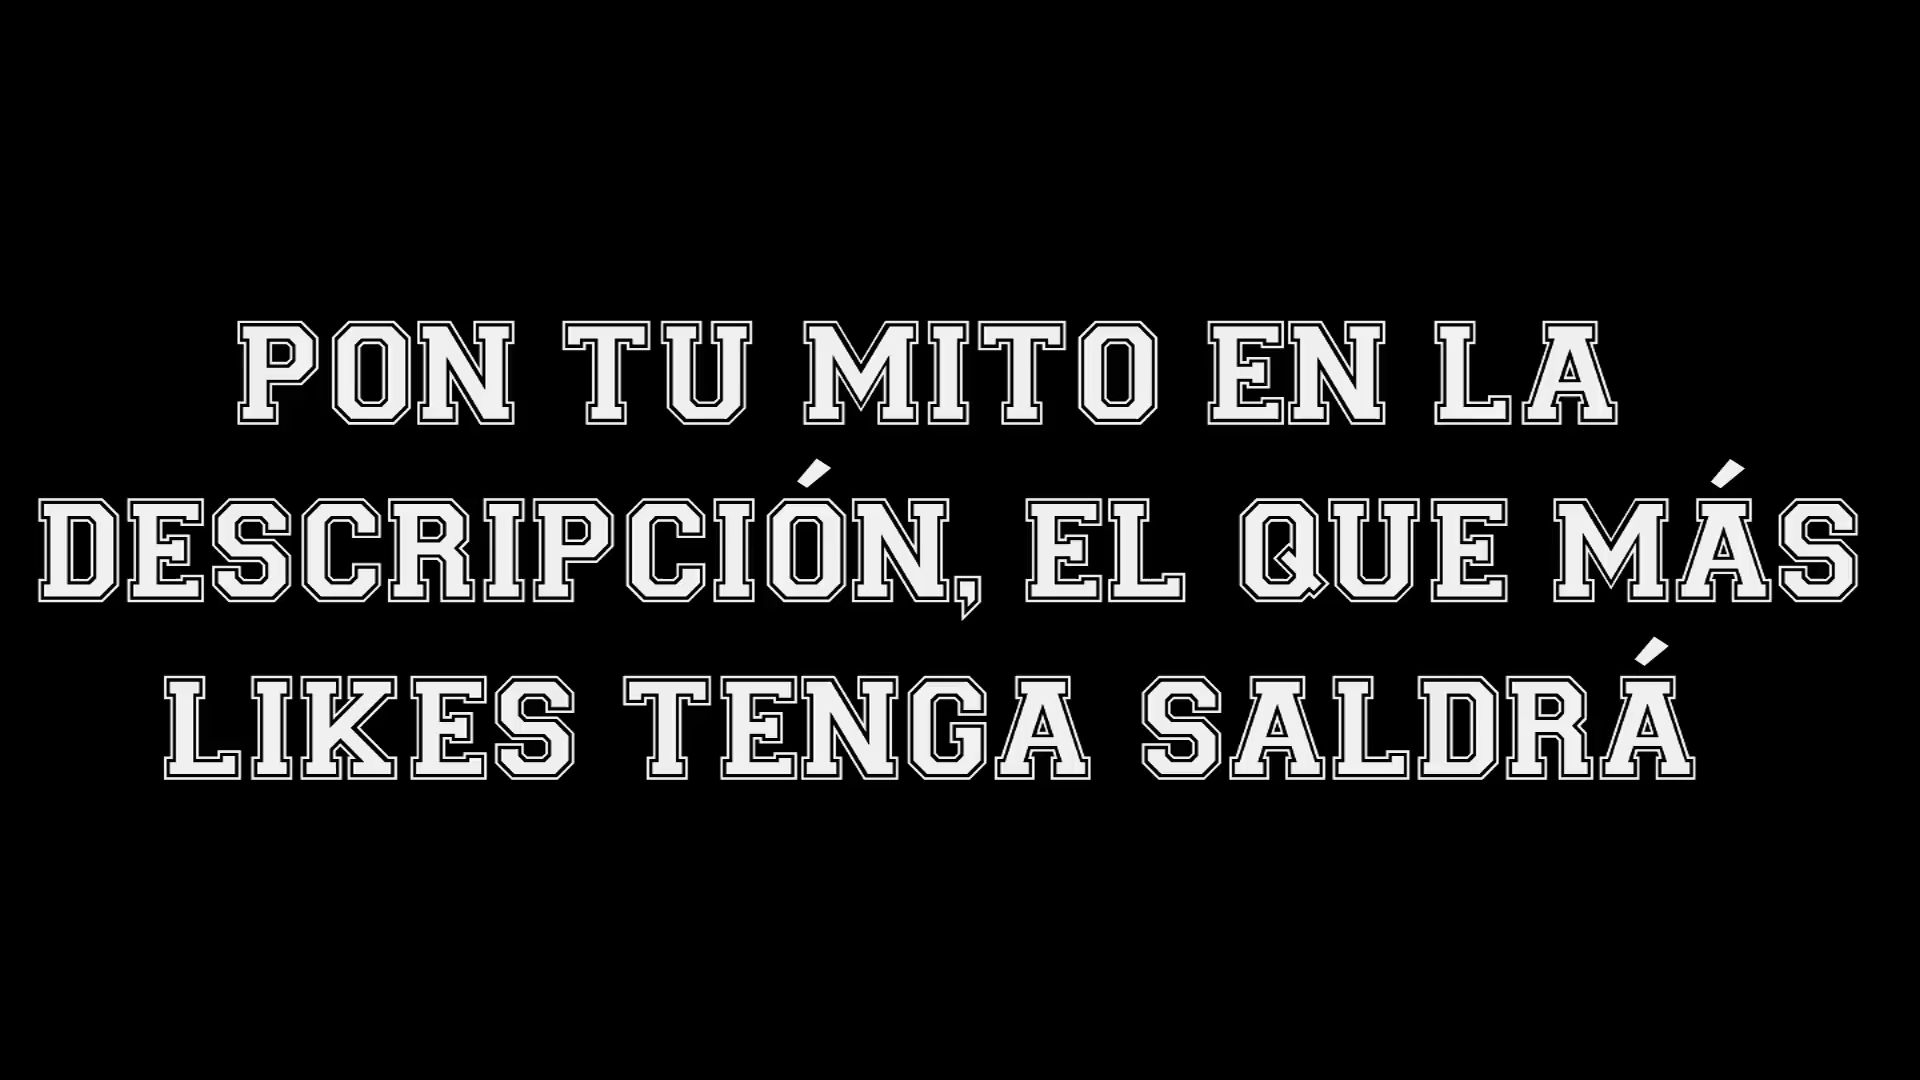 PON TU MITO EN LA
DESCRIPCIÓN, EL QUE MÁS
LIKES TENGA SALDRÁ